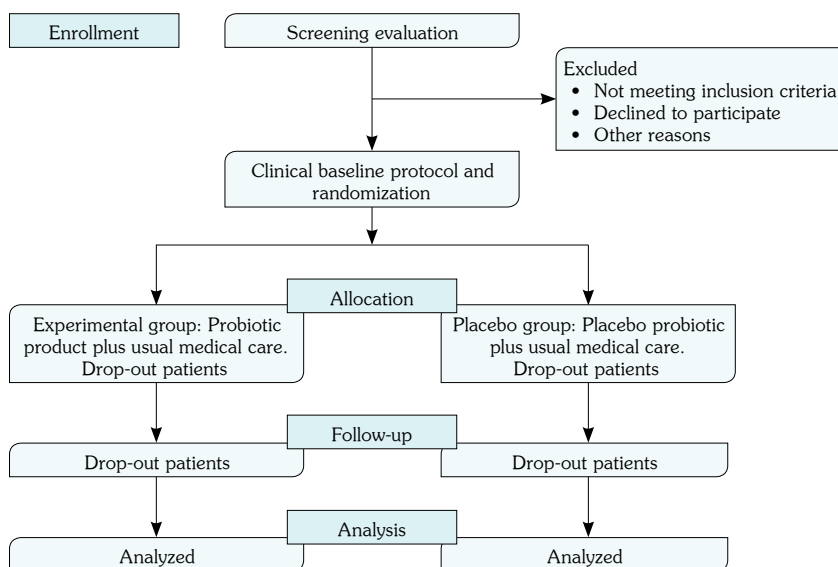 Enrollment
Screening evaluation
Excluded
• Not meeting inclusion criteria
• Declined to participate
• Other reasons
Clinical baseline protocol and
randomization
Allocation
Experimental group: Probiotic
product plus usual medical care.
Drop-out patients
Placebo group: Placebo probiotic
plus usual medical care.
Drop-out patients
Follow-up
Drop-out patients
Drop-out patients
Analysis
Analyzed
Analyzed